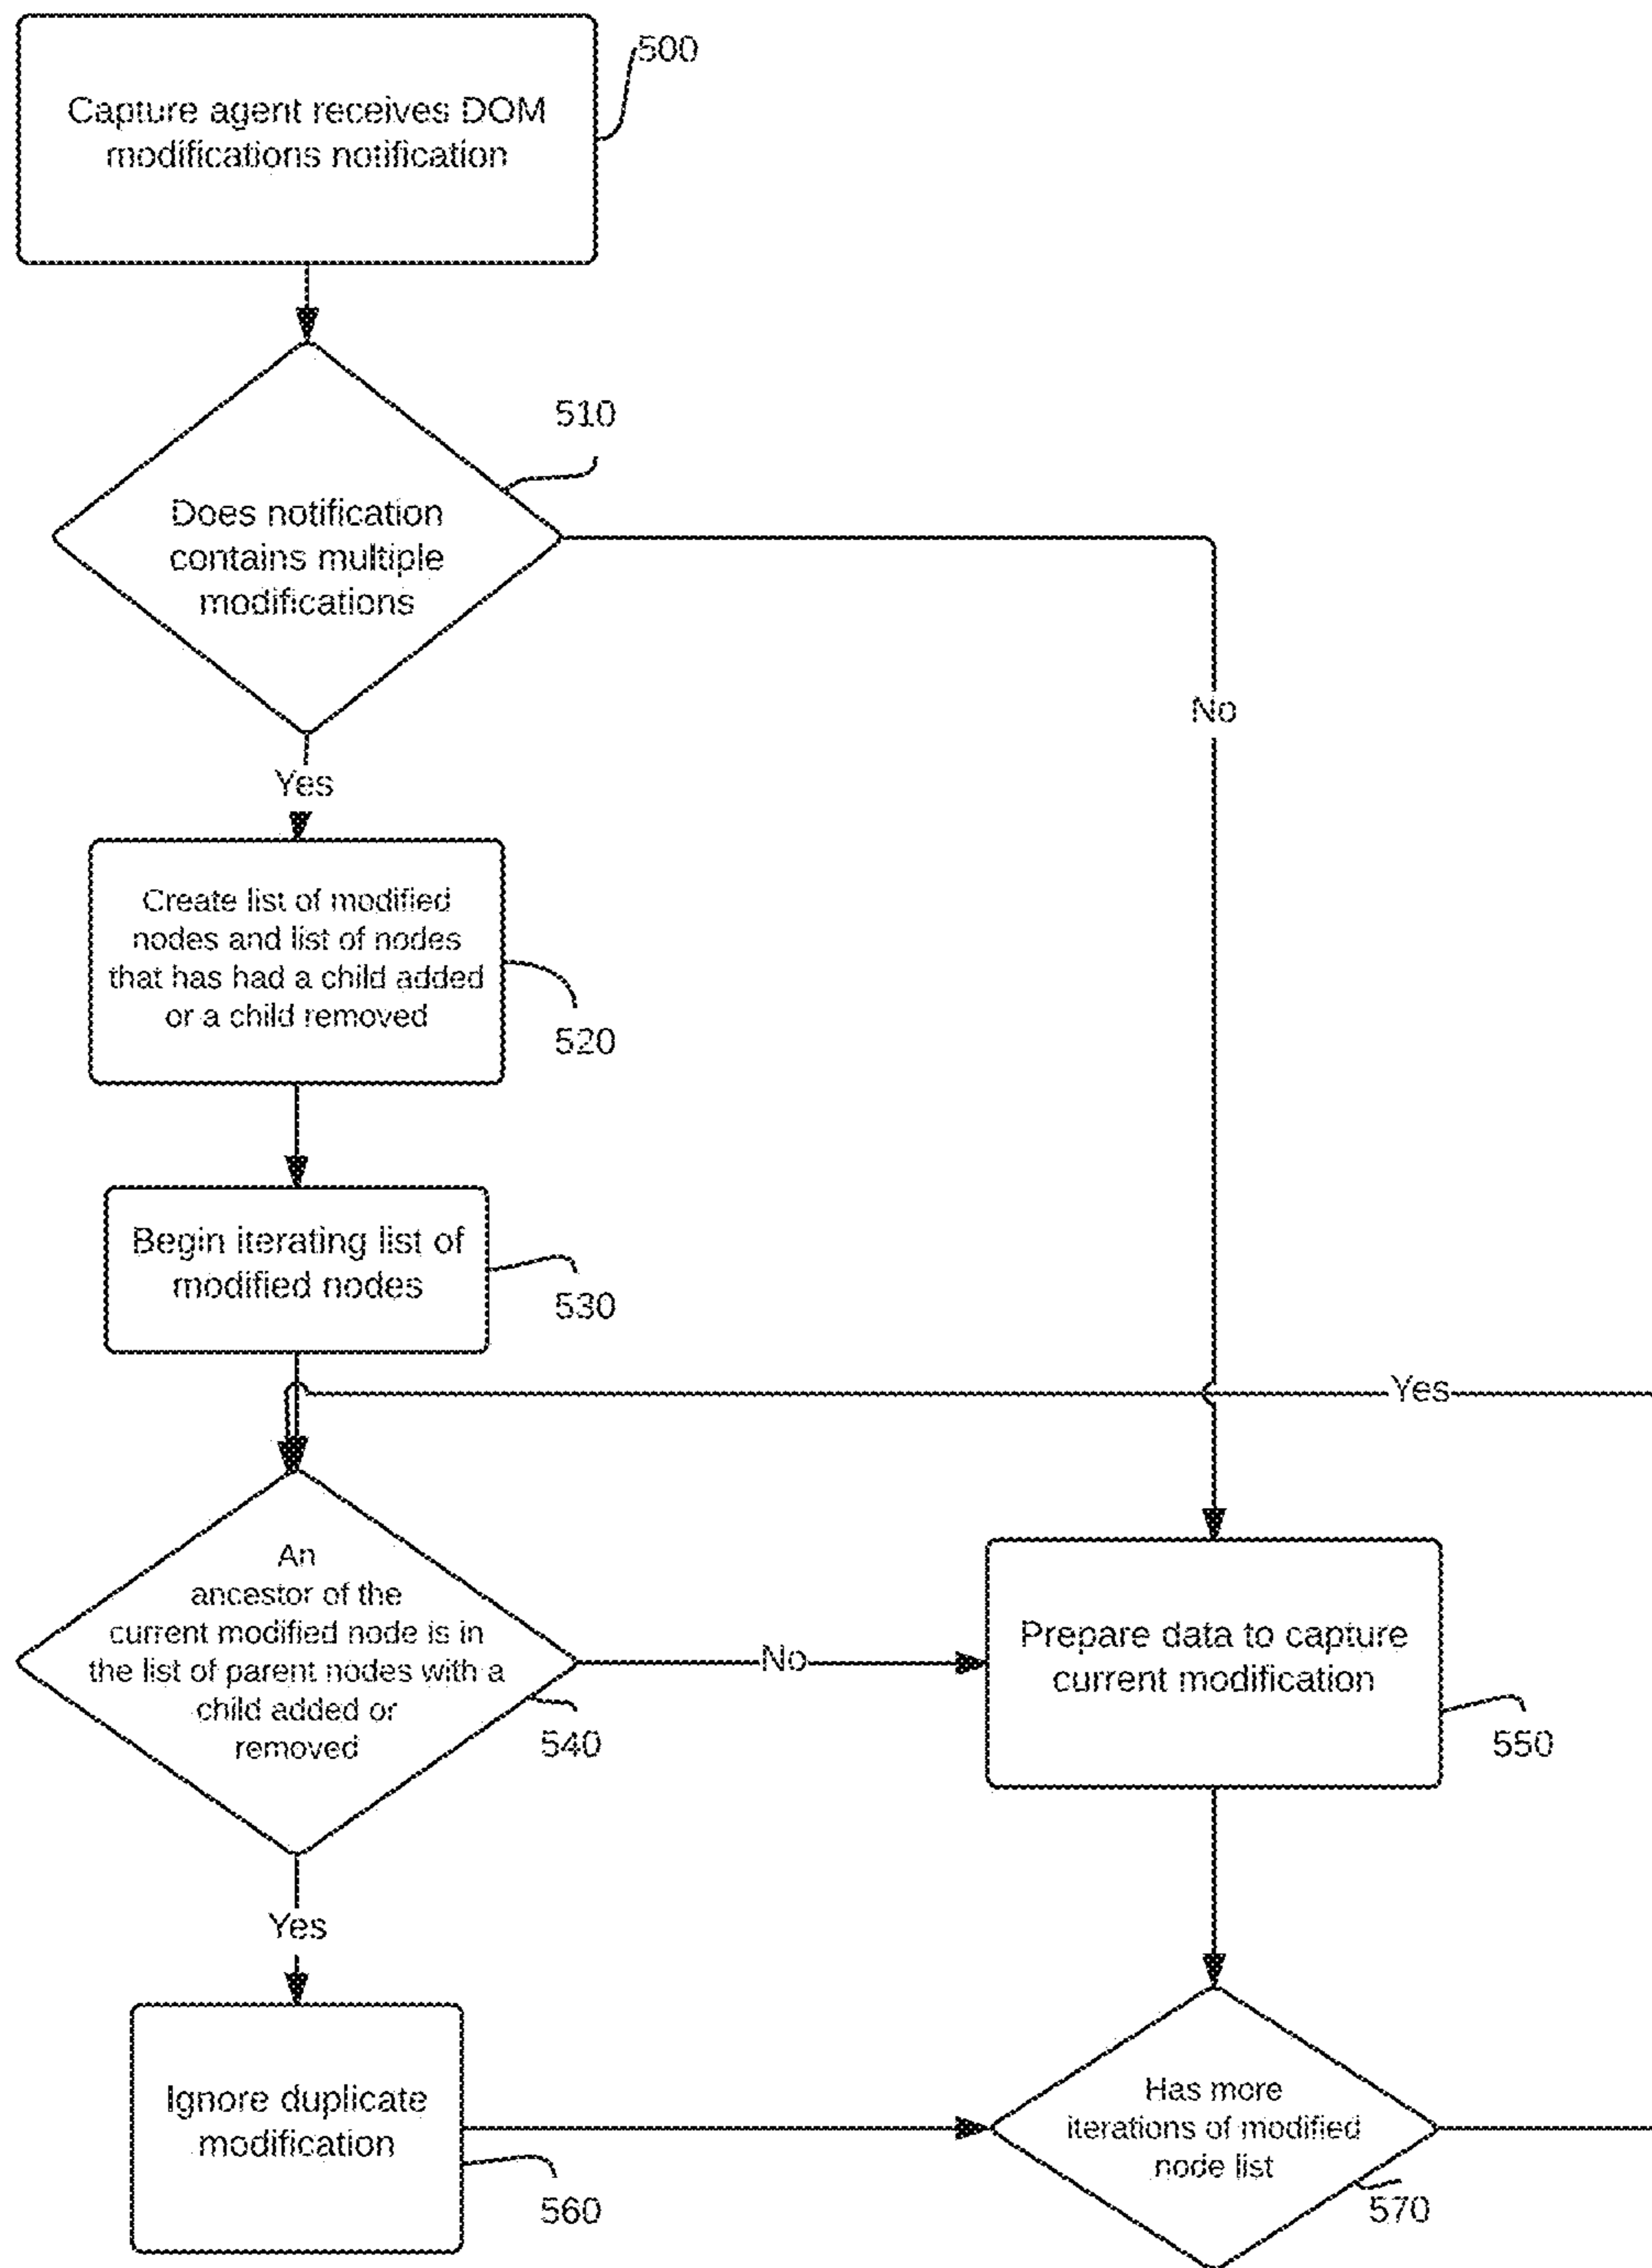 500
Capture agent receives DOM
modifications notification
510
Does notification
contains multiple
modifications
No
Yes
Create list of modified
nodes and list of nodes
that has had a child added
or a child removed
520
Begin iterating list of
modified nodes
530
Yes
An
ancestor of the
current modified node is in
the list of parent nodes with a
child added or
removed
540
No
Prepare data to capture
current modification
550
Yes
Ignore duplicate
modification
560
Has more
iterations of modified
node list
570